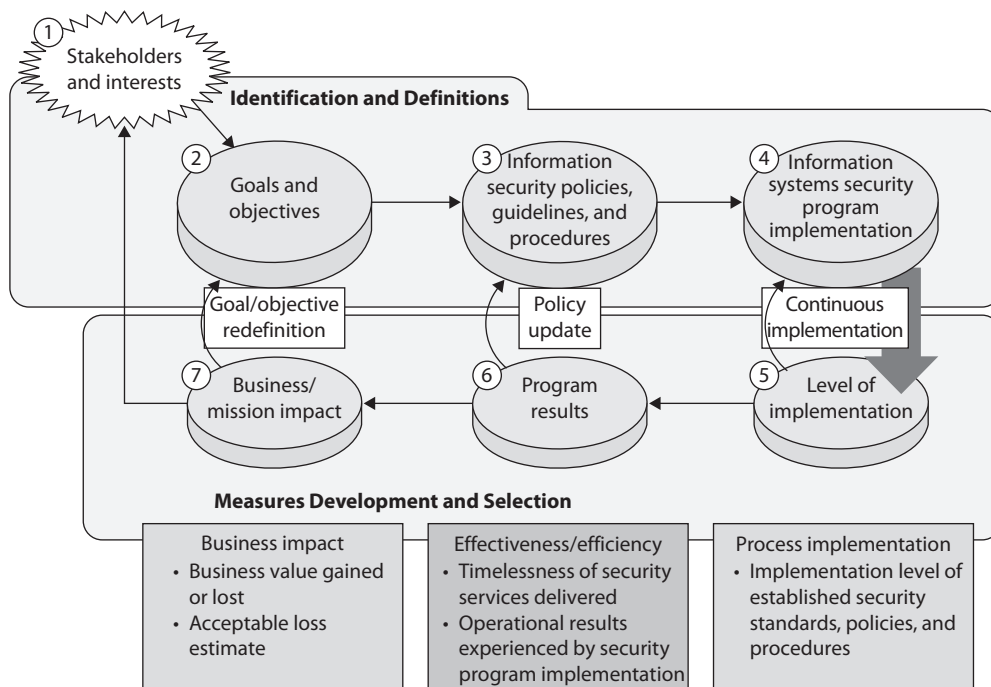 1
Stakeholders
and interests
Identification and Definitions
2
Goals and
objectives
3
Information
security policies,
guidelines, and
procedures
4
Information
systems security
program
implementation
Goal/objective
redefinition
Policy
update
Continuous
implementation
7
Business/
mission impact
6
Program
results
5
Level of
implementation
Measures Development and Selection
Business impact
• Business value gained
or lost
• Acceptable loss
estimate
Effectiveness/efficiency
• Timelessness of security
services delivered
• Operational results
experienced by security
program implementation
Process implementation
• Implementation level of
established security
standards, policies, and
procedures